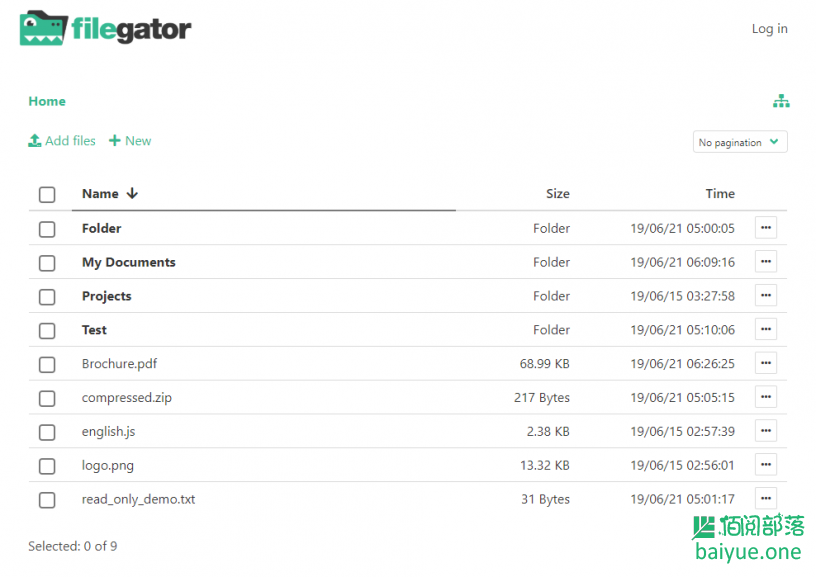 filegator
Log in
Home
Add files New
No pagination
Name Size Time
Folder Folder 19/06/21 05:00:05
My Documents Folder 19/06/21 06:09:16
Projects Folder 19/06/15 03:27:58
Test Folder 19/06/21 05:10:06
Brochure.pdf 68.99 KB 19/06/21 06:26:25
compressed.zip 217 Bytes 19/06/21 05:05:15
english.js 2.38 KB 19/06/15 02:57:39
logo.png 13.32 KB 19/06/15 02:56:01
read_only_demo.txt 31 Bytes 19/06/21 05:01:17
佰阅部落
baiyue.one
Selected: 0 of 9